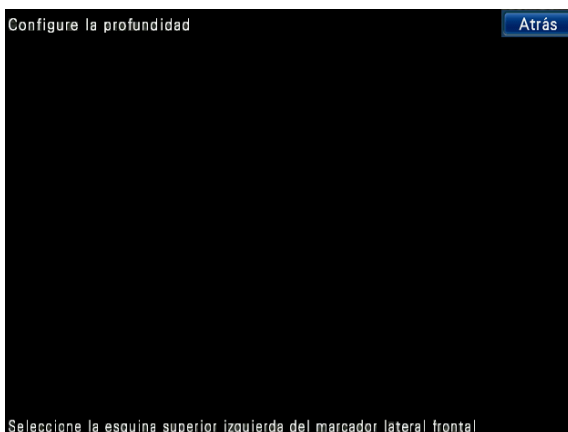 Configure la profundidad
Atrás
Seleccione la esquina superior izquierda del marcador lateral frontal